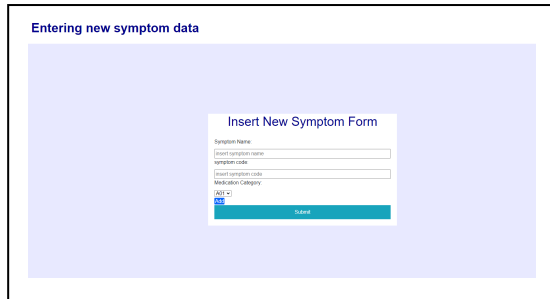 Entering new symptom data
Insert New Symptom Form
Symptom Name:
insert symptom name
symptom code:
insert symptom code
Medication Category:
A01
Add
Submit